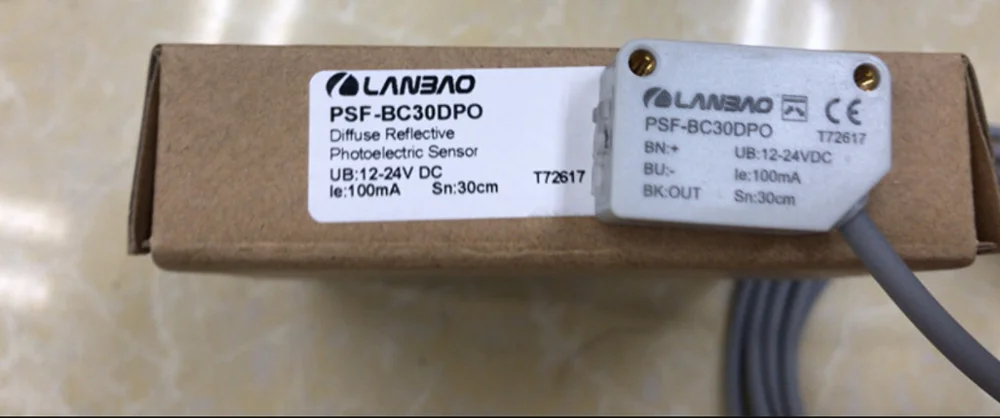 LANBAO
PSF-BC30DPO
Diffuse Reflective
Photoelectric Sensor
UB:12-24V DC
Ie:100mA Sn:30cm T72617
LANBAO CE
PSF-BC30DPO T72617
BN:+ UB:12-24VDC
BU:- Ie:100mA
BK:OUT Sn:30cm